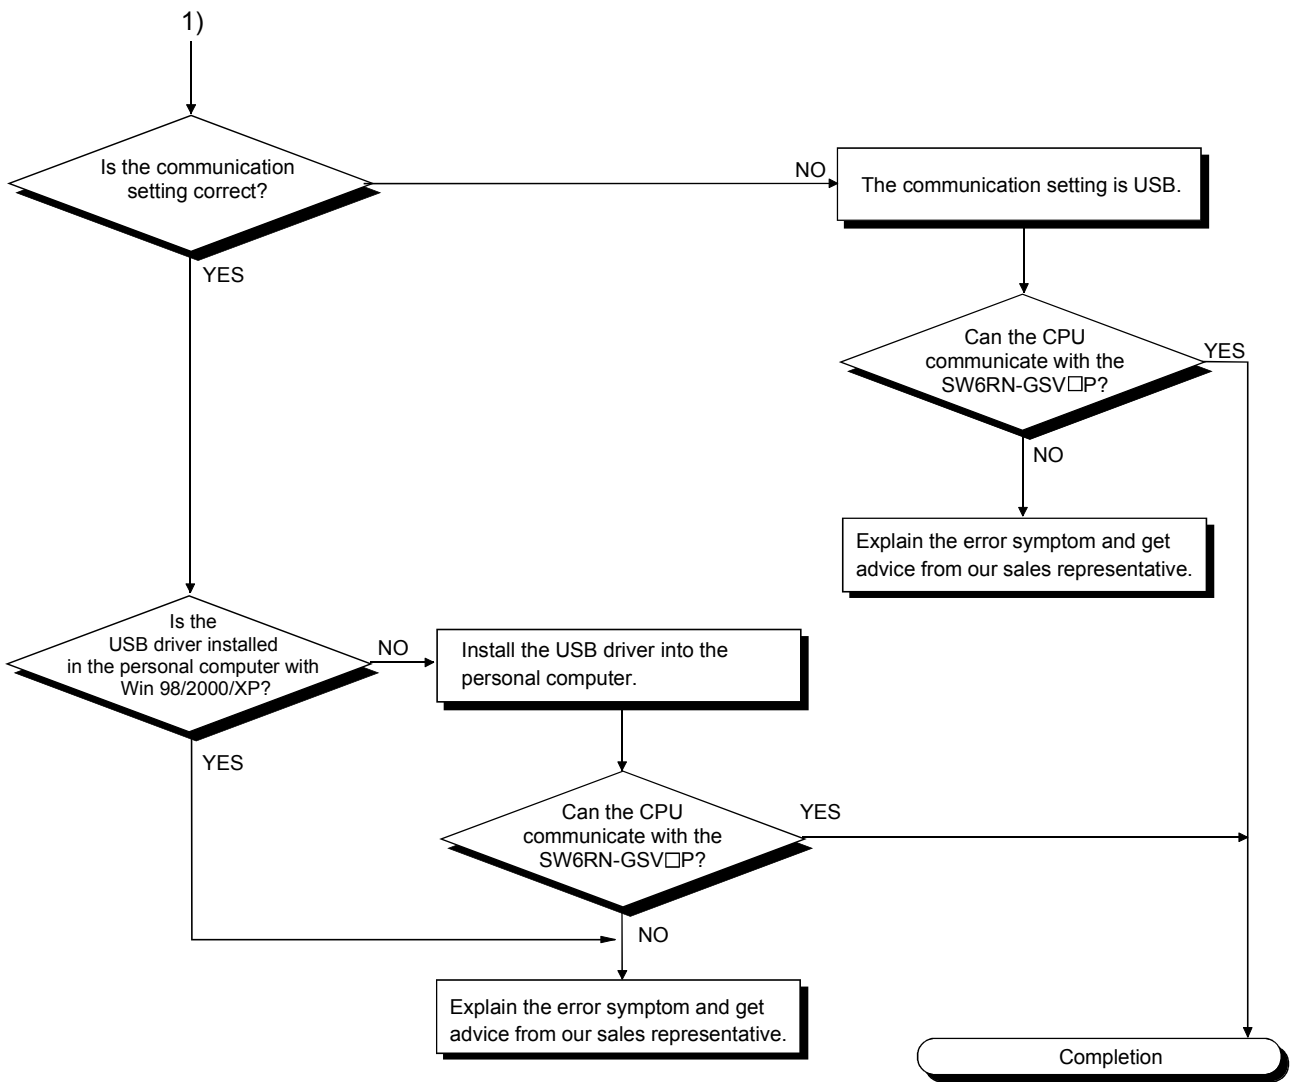 1)
Is the communication
setting correct?
NO
The communication setting is USB.
YES
Can the CPU
communicate with the
SW6RN-GSV□P?
YES
NO
Explain the error symptom and get
advice from our sales representative.
Is the
USB driver installed
in the personal computer with
Win 98/2000/XP?
NO
Install the USB driver into the
personal computer.
YES
Can the CPU
communicate with the
SW6RN-GSV□P?
YES
NO
Explain the error symptom and get
advice from our sales representative.
Completion